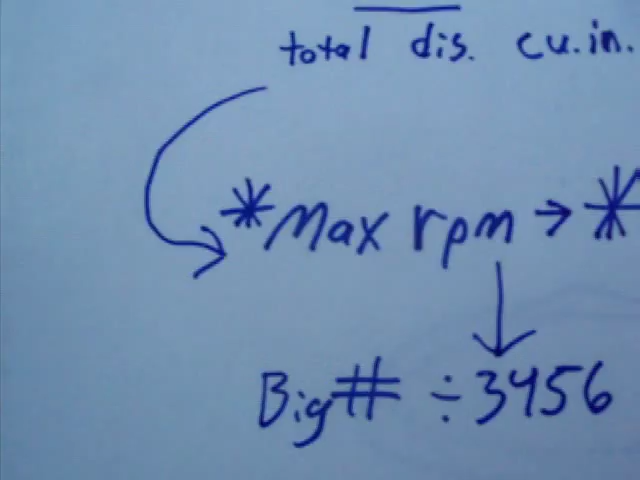 total dis. cu.in.
*Max rpm → *
Big# ÷3456